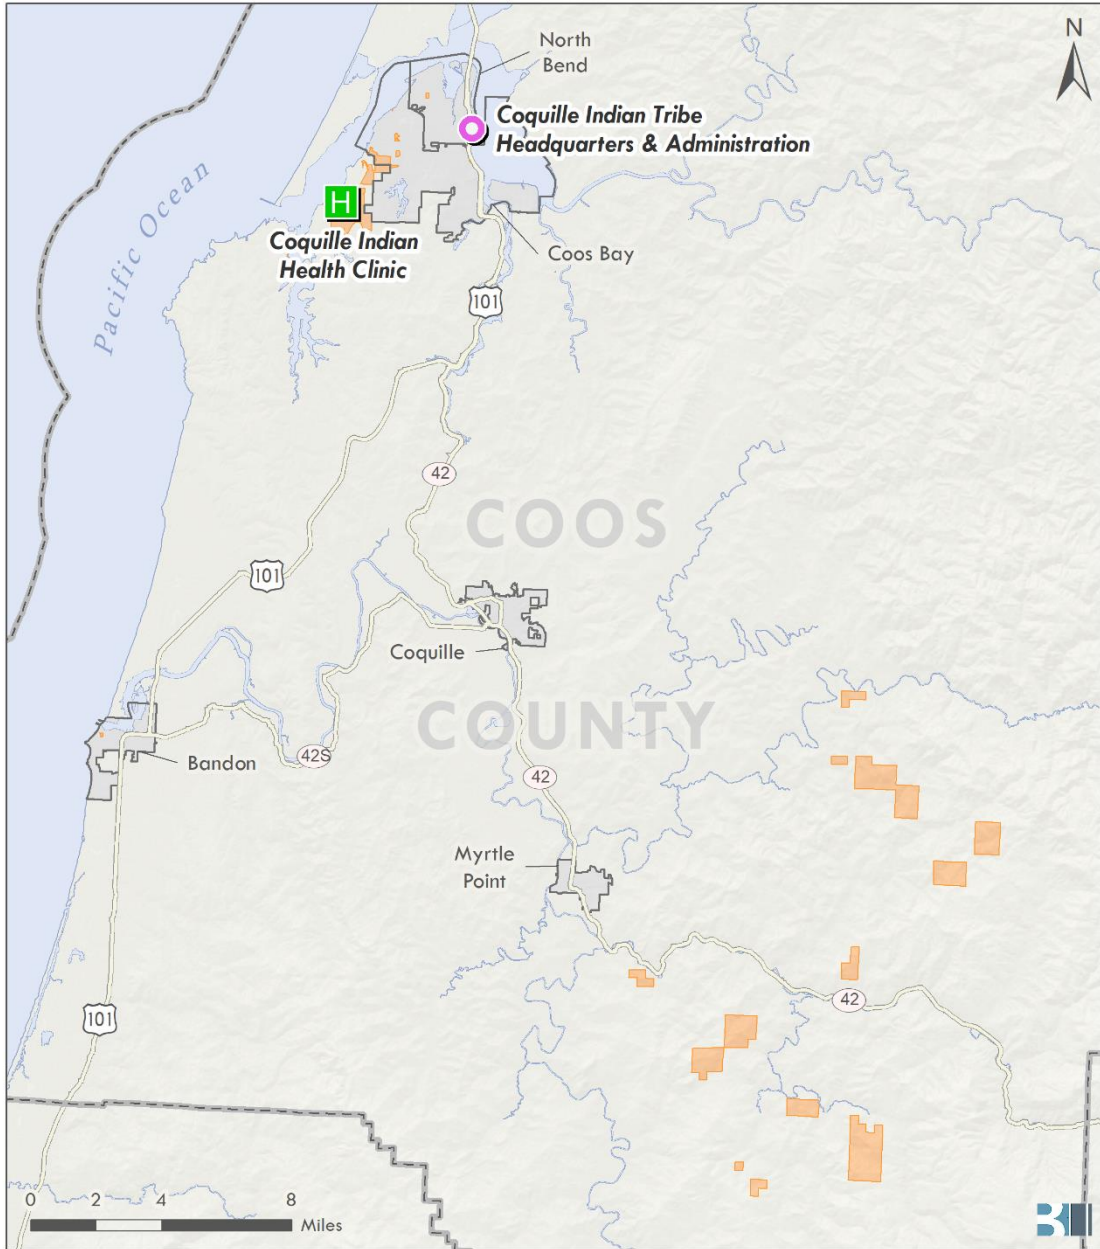 N
North
Bend
Coquille Indian Tribe
Headquarters & Administration
H
Coquille Indian
Health Clinic
Pacific Ocean
Coos Bay
101
42
COOS
101
Coquille
COUNTY
Bandon
42S
42
Myrtle
Point
42
101
0 2 4 8
Miles